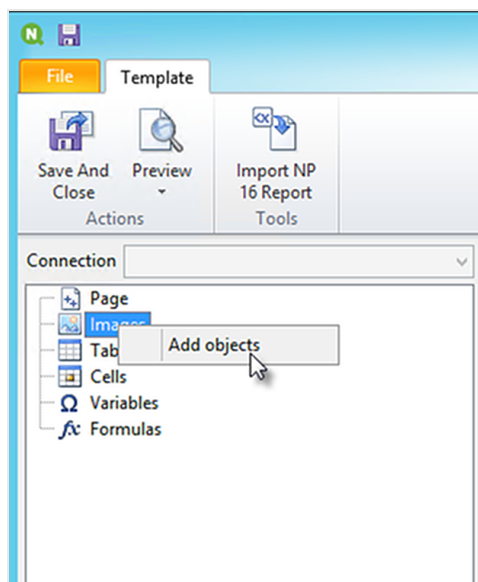 N
File Template
Save And Close
Preview
Import NP 16 Report
Actions Tools
Connection
Page
Images
Add objects
Cells
Variables
Formulas